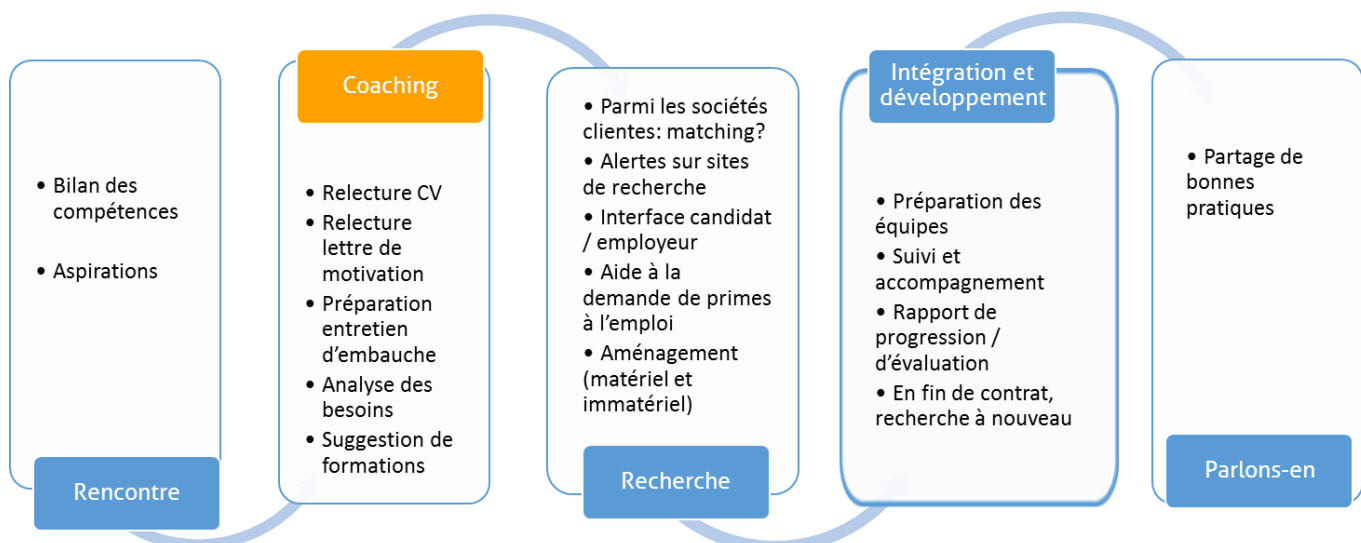 • Bilan des
compétences
• Aspirations
Rencontre
Coaching
• Relecture CV
• Relecture
lettre de
motivation
• Préparation
entretien
d'embauche
• Analyse des
besoins
• Suggestion de
formations
• Parmi les sociétés
clientes: matching?
• Alertes sur sites
de recherche
• Interface candidat
/ employeur
• Aide à la
demande de primes
à l'emploi
• Aménagement
(matériel et
immatériel)
Recherche
Intégration et
développement
• Préparation des
équipes
• Suivi et
accompagnement
• Rapport de
progression /
d'évaluation
• En fin de contrat,
recherche à nouveau
• Partage de
bonnes
pratiques
Parlons-en